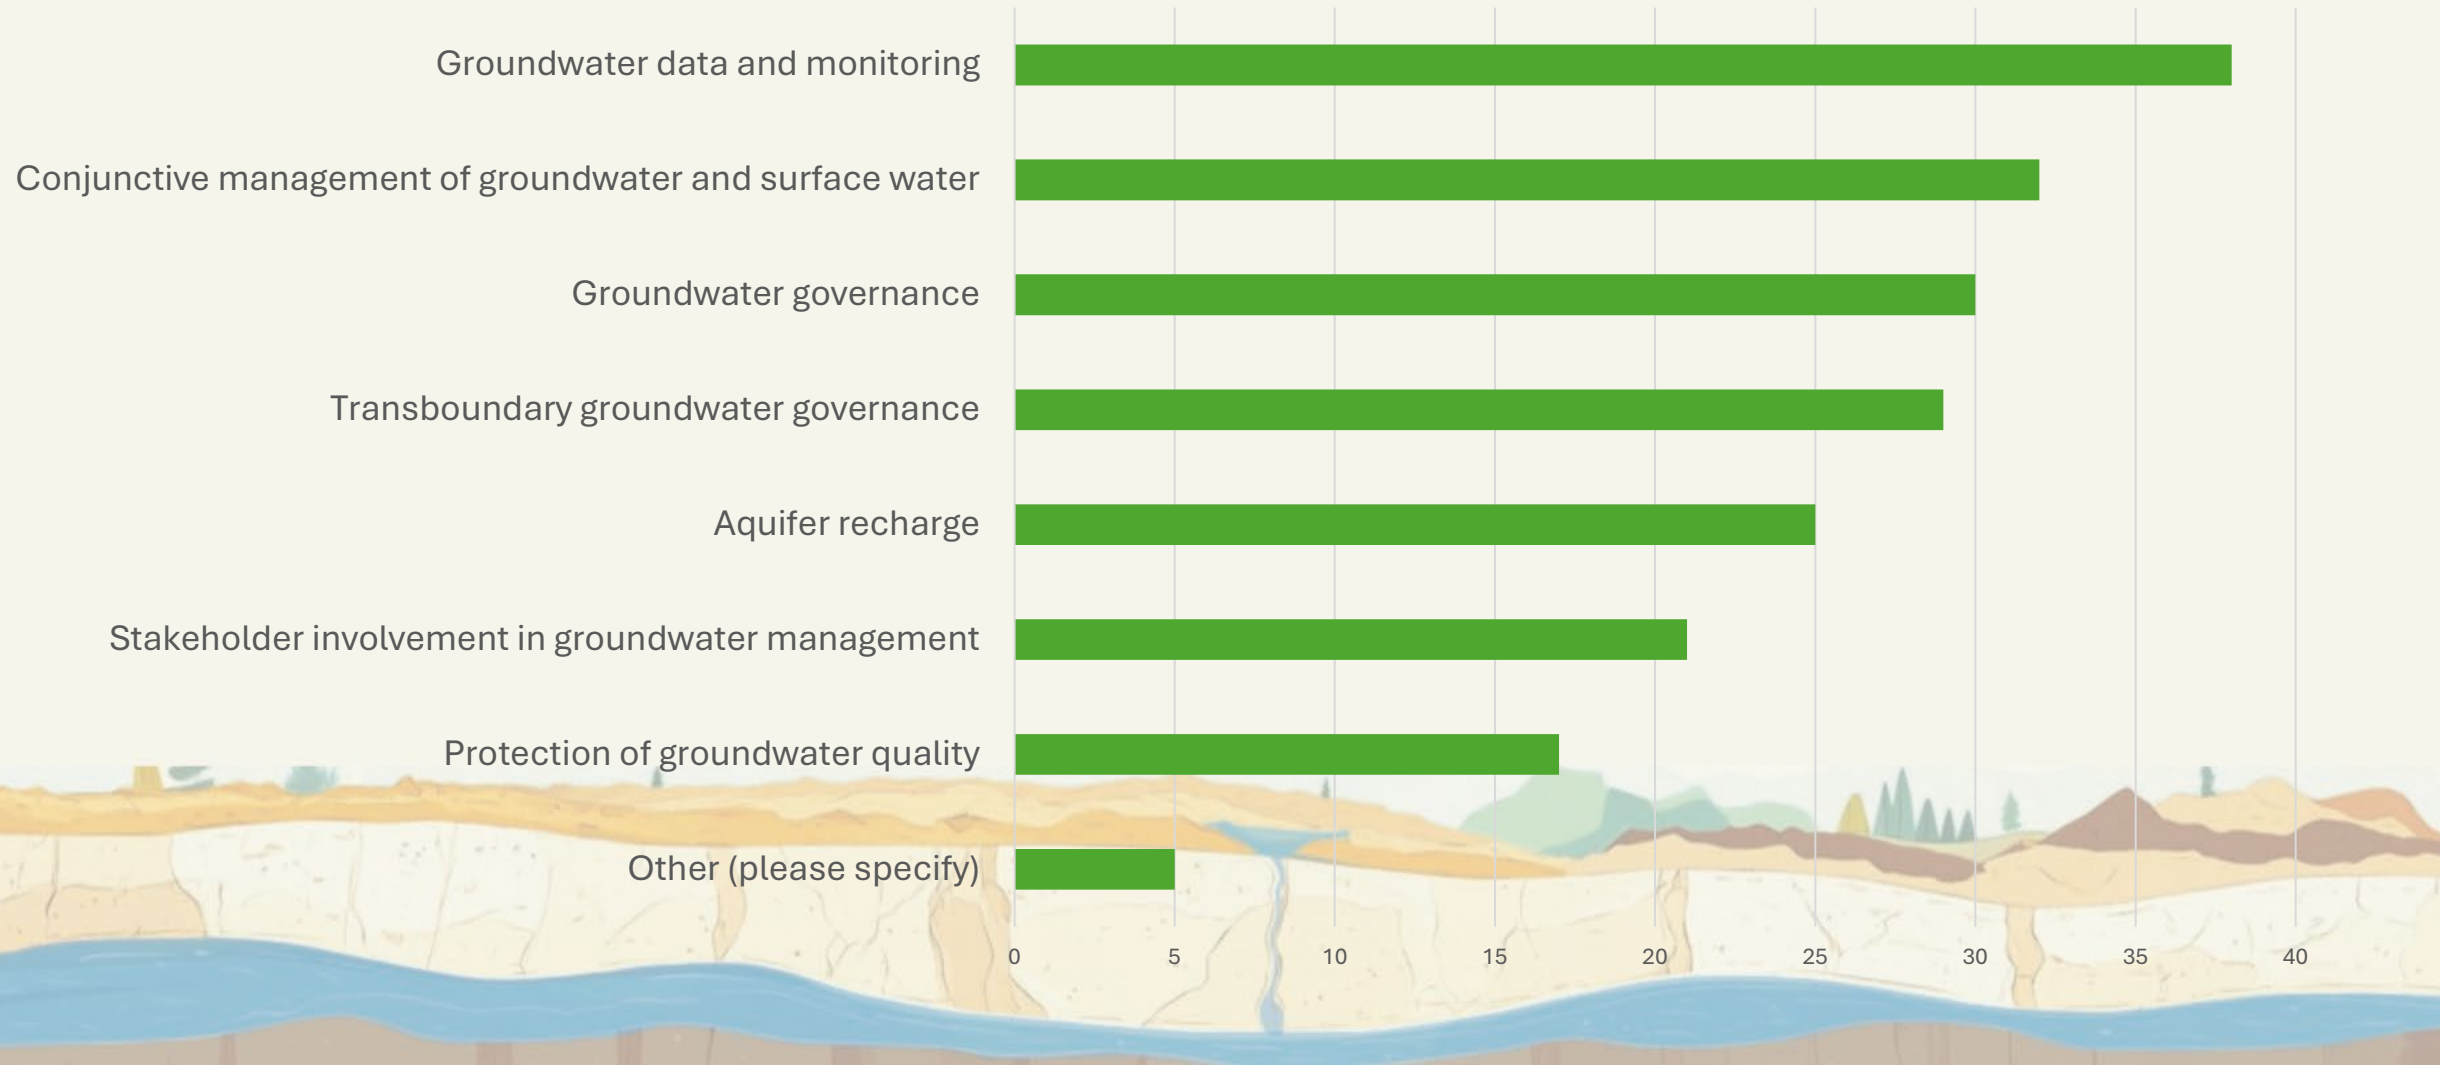 Groundwater data and monitoring
Conjunctive management of groundwater and surface water
Groundwater governance
Transboundary groundwater governance
Aquifer recharge
Stakeholder involvement in groundwater management
Protection of groundwater quality
Other (please specify)
0 5 10 15 20 25 30 35 40